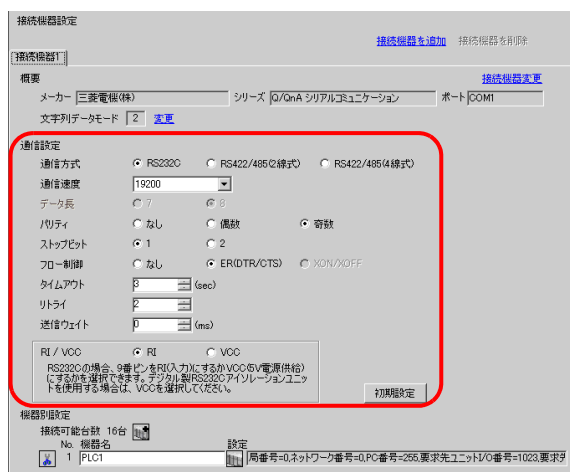 接続機器設定
接続機器を追加 接続機器を削除
接続機器1
概要 接続機器変更
メーカー 三菱電機(株) シリーズ Q/QnA シリアルコミュニケーション ポート COM1
文字列データモード 2 変更
通信設定
通信方式 RS232C RS422/485(2線式) RS422/485(4線式)
通信速度 19200
データ長 7 8
パリティ なし 偶数 奇数
ストップビット 1 2
フロー制御 なし ER(DTR/CTS) XON/XOFF
タイムアウト 3 (sec)
リトライ 2
送信ウェイト 0 (ms)
RI / VCC RI VCC
RS232Cの場合、9番ピンをRI(入力)にするかVCC(5V電源供給)
にするかを選択できます。デジタル製RS232Cアイソレーションユニッ
トを使用する場合は、VCCを選択してください。
初期設定
機器別設定
接続可能台数 16台
No. 機器名 設定
1 PLC1 局番号=0,ネットワーク番号=0,PC番号=255,要求先ユニットI/O番号=1023,要求